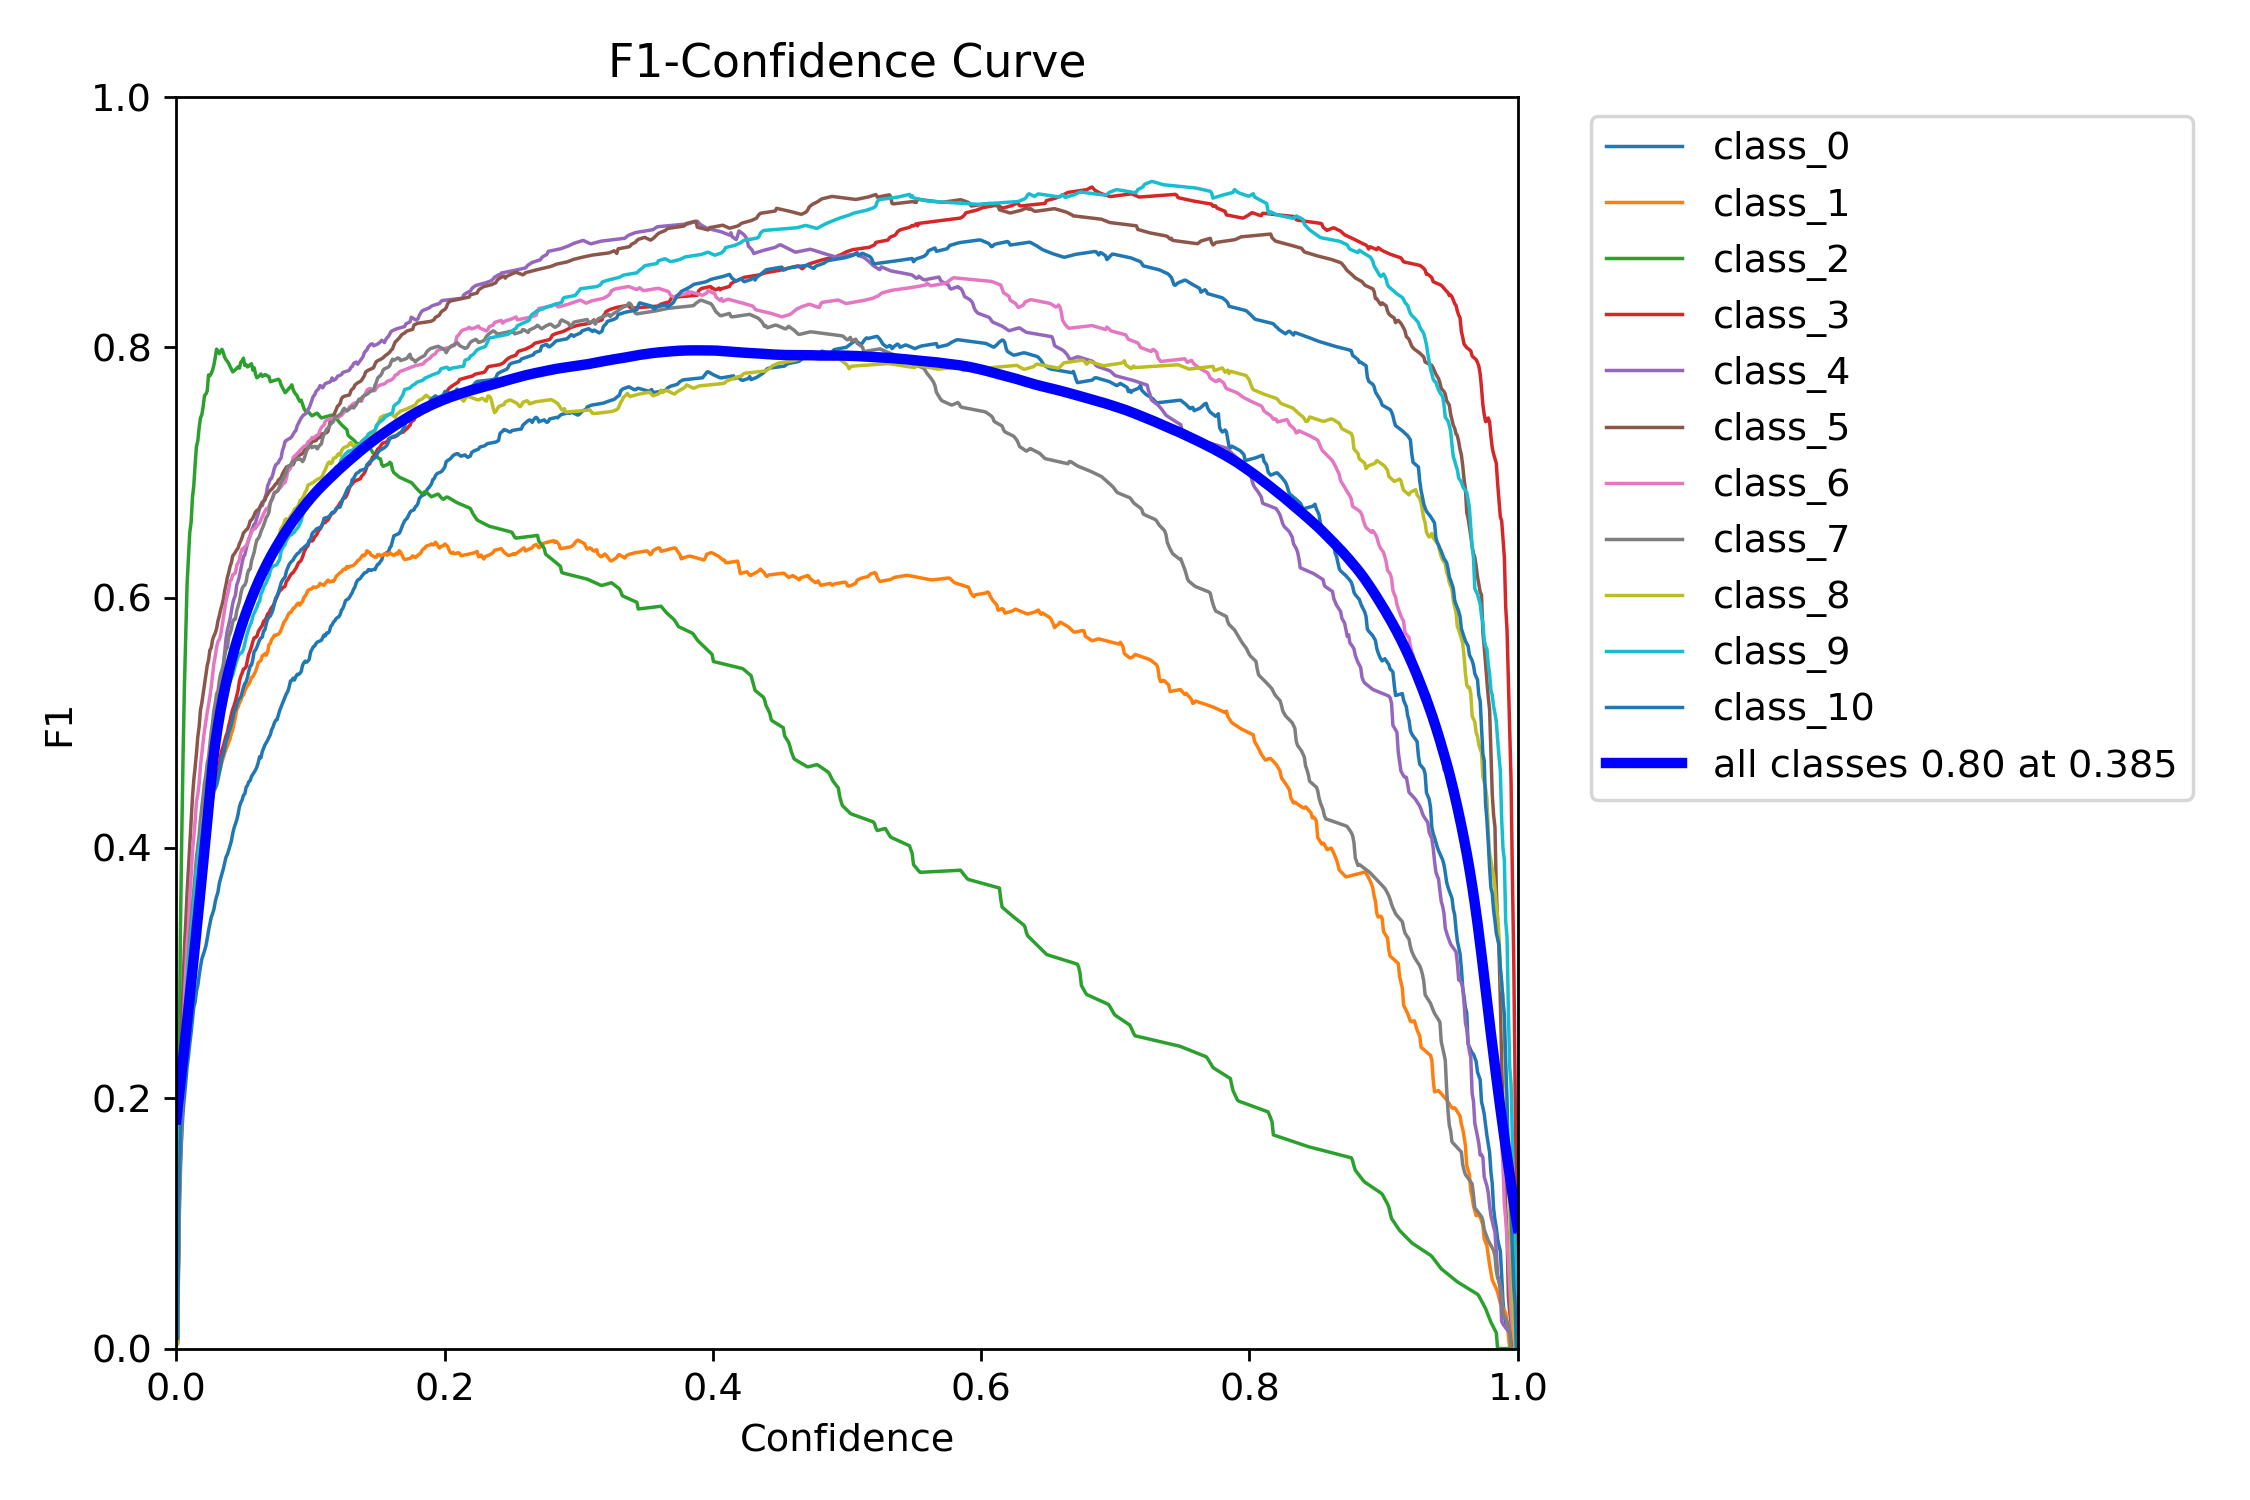 F1-Confidence Curve
1.0
0.8
0.6
0.4
0.2
0.0
F1
0.0 0.2 0.4 0.6 0.8 1.0
Confidence
class_0
class_1
class_2
class_3
class_4
class_5
class_6
class_7
class_8
class_9
class_10
all classes 0.80 at 0.385